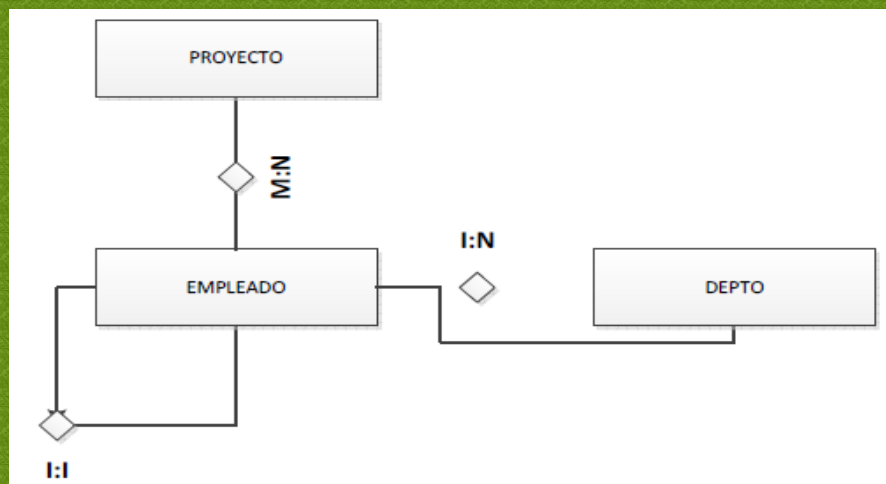 PROYECTO
M:N
I:N
EMPLEADO
DEPTO
I:I